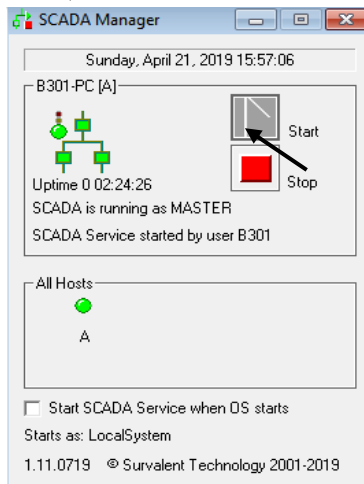 SCADA Manager
Sunday, April 21, 2019 15:57:06
B301-PC [A]
Start
Stop
Uptime 0 02:24:26
SCADA is running as MASTER
SCADA Service started by user B301
All Hosts
A
Start SCADA Service when OS starts
Starts as: LocalSystem
1.11.0719 © Survalent Technology 2001-2019